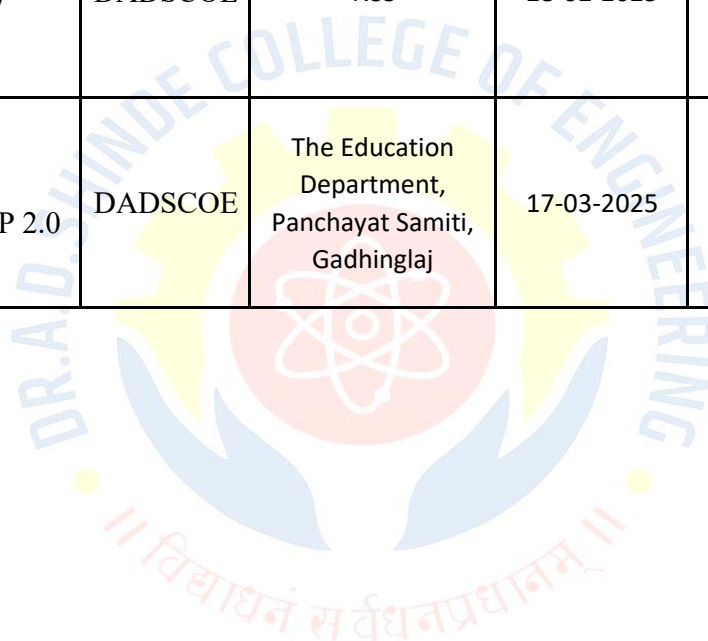 DADSCOE
The Education
Department,
Panchayat Samiti,
Gadhinglaj
P 2.0
DADSCOE
17-03-2025
DR.A.D.SHINDE COLLEGE OF ENGINEERING
॥ विद्याधनं सर्वधनप्रधानम् ॥